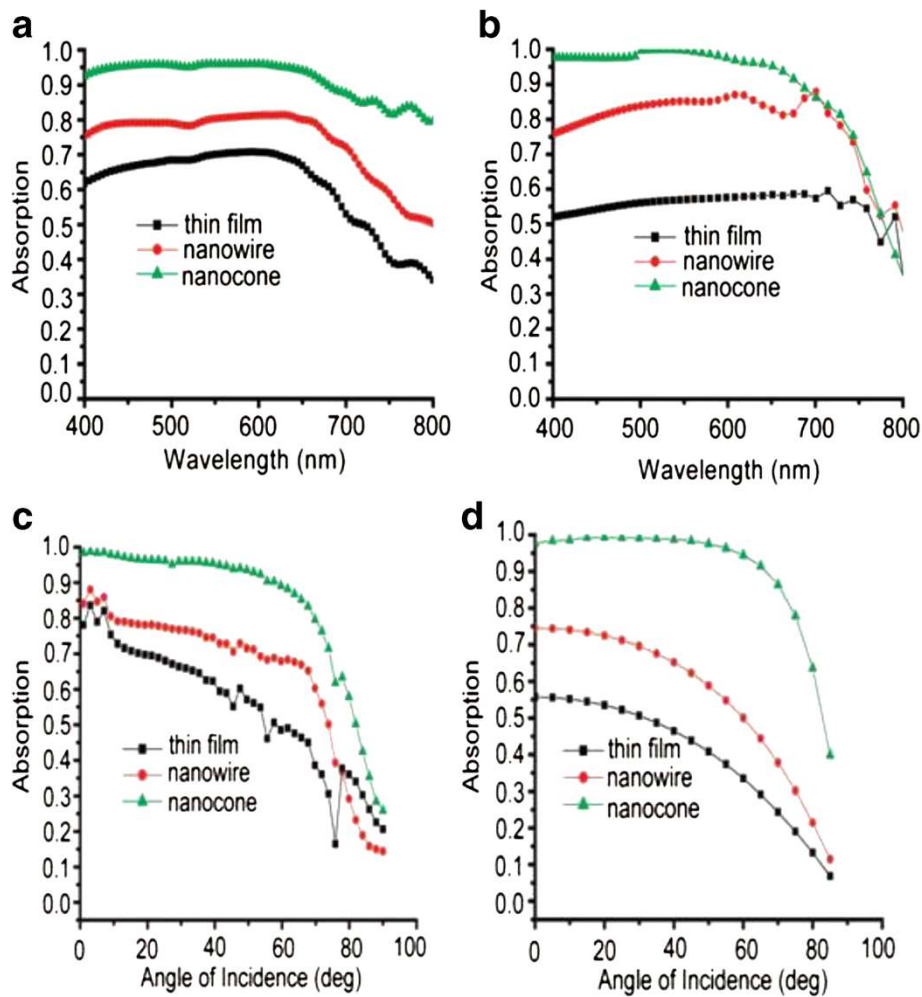 a
1.0
0.9
0.8
0.7
0.6
0.5
0.4
0.3
0.2
0.1
0.0
Absorption
thin film
nanowire
nanocone
400 500 600 700 800
Wavelength (nm)
b
1.0
0.9
0.8
0.7
0.6
0.5
0.4
0.3
0.2
0.1
0.0
Absorption
thin film
nanowire
nanocone
400 500 600 700 800
Wavelength (nm)
c
1.0
0.9
0.8
0.7
0.6
0.5
0.4
0.3
0.2
0.1
0.0
Absorption
thin film
nanowire
nanocone
0 20 40 60 80 100
Angle of Incidence (deg)
d
1.0
0.9
0.8
0.7
0.6
0.5
0.4
0.3
0.2
0.1
0.0
Absorption
thin film
nanowire
nanocone
0 20 40 60 80 100
Angle of Incidence (deg)